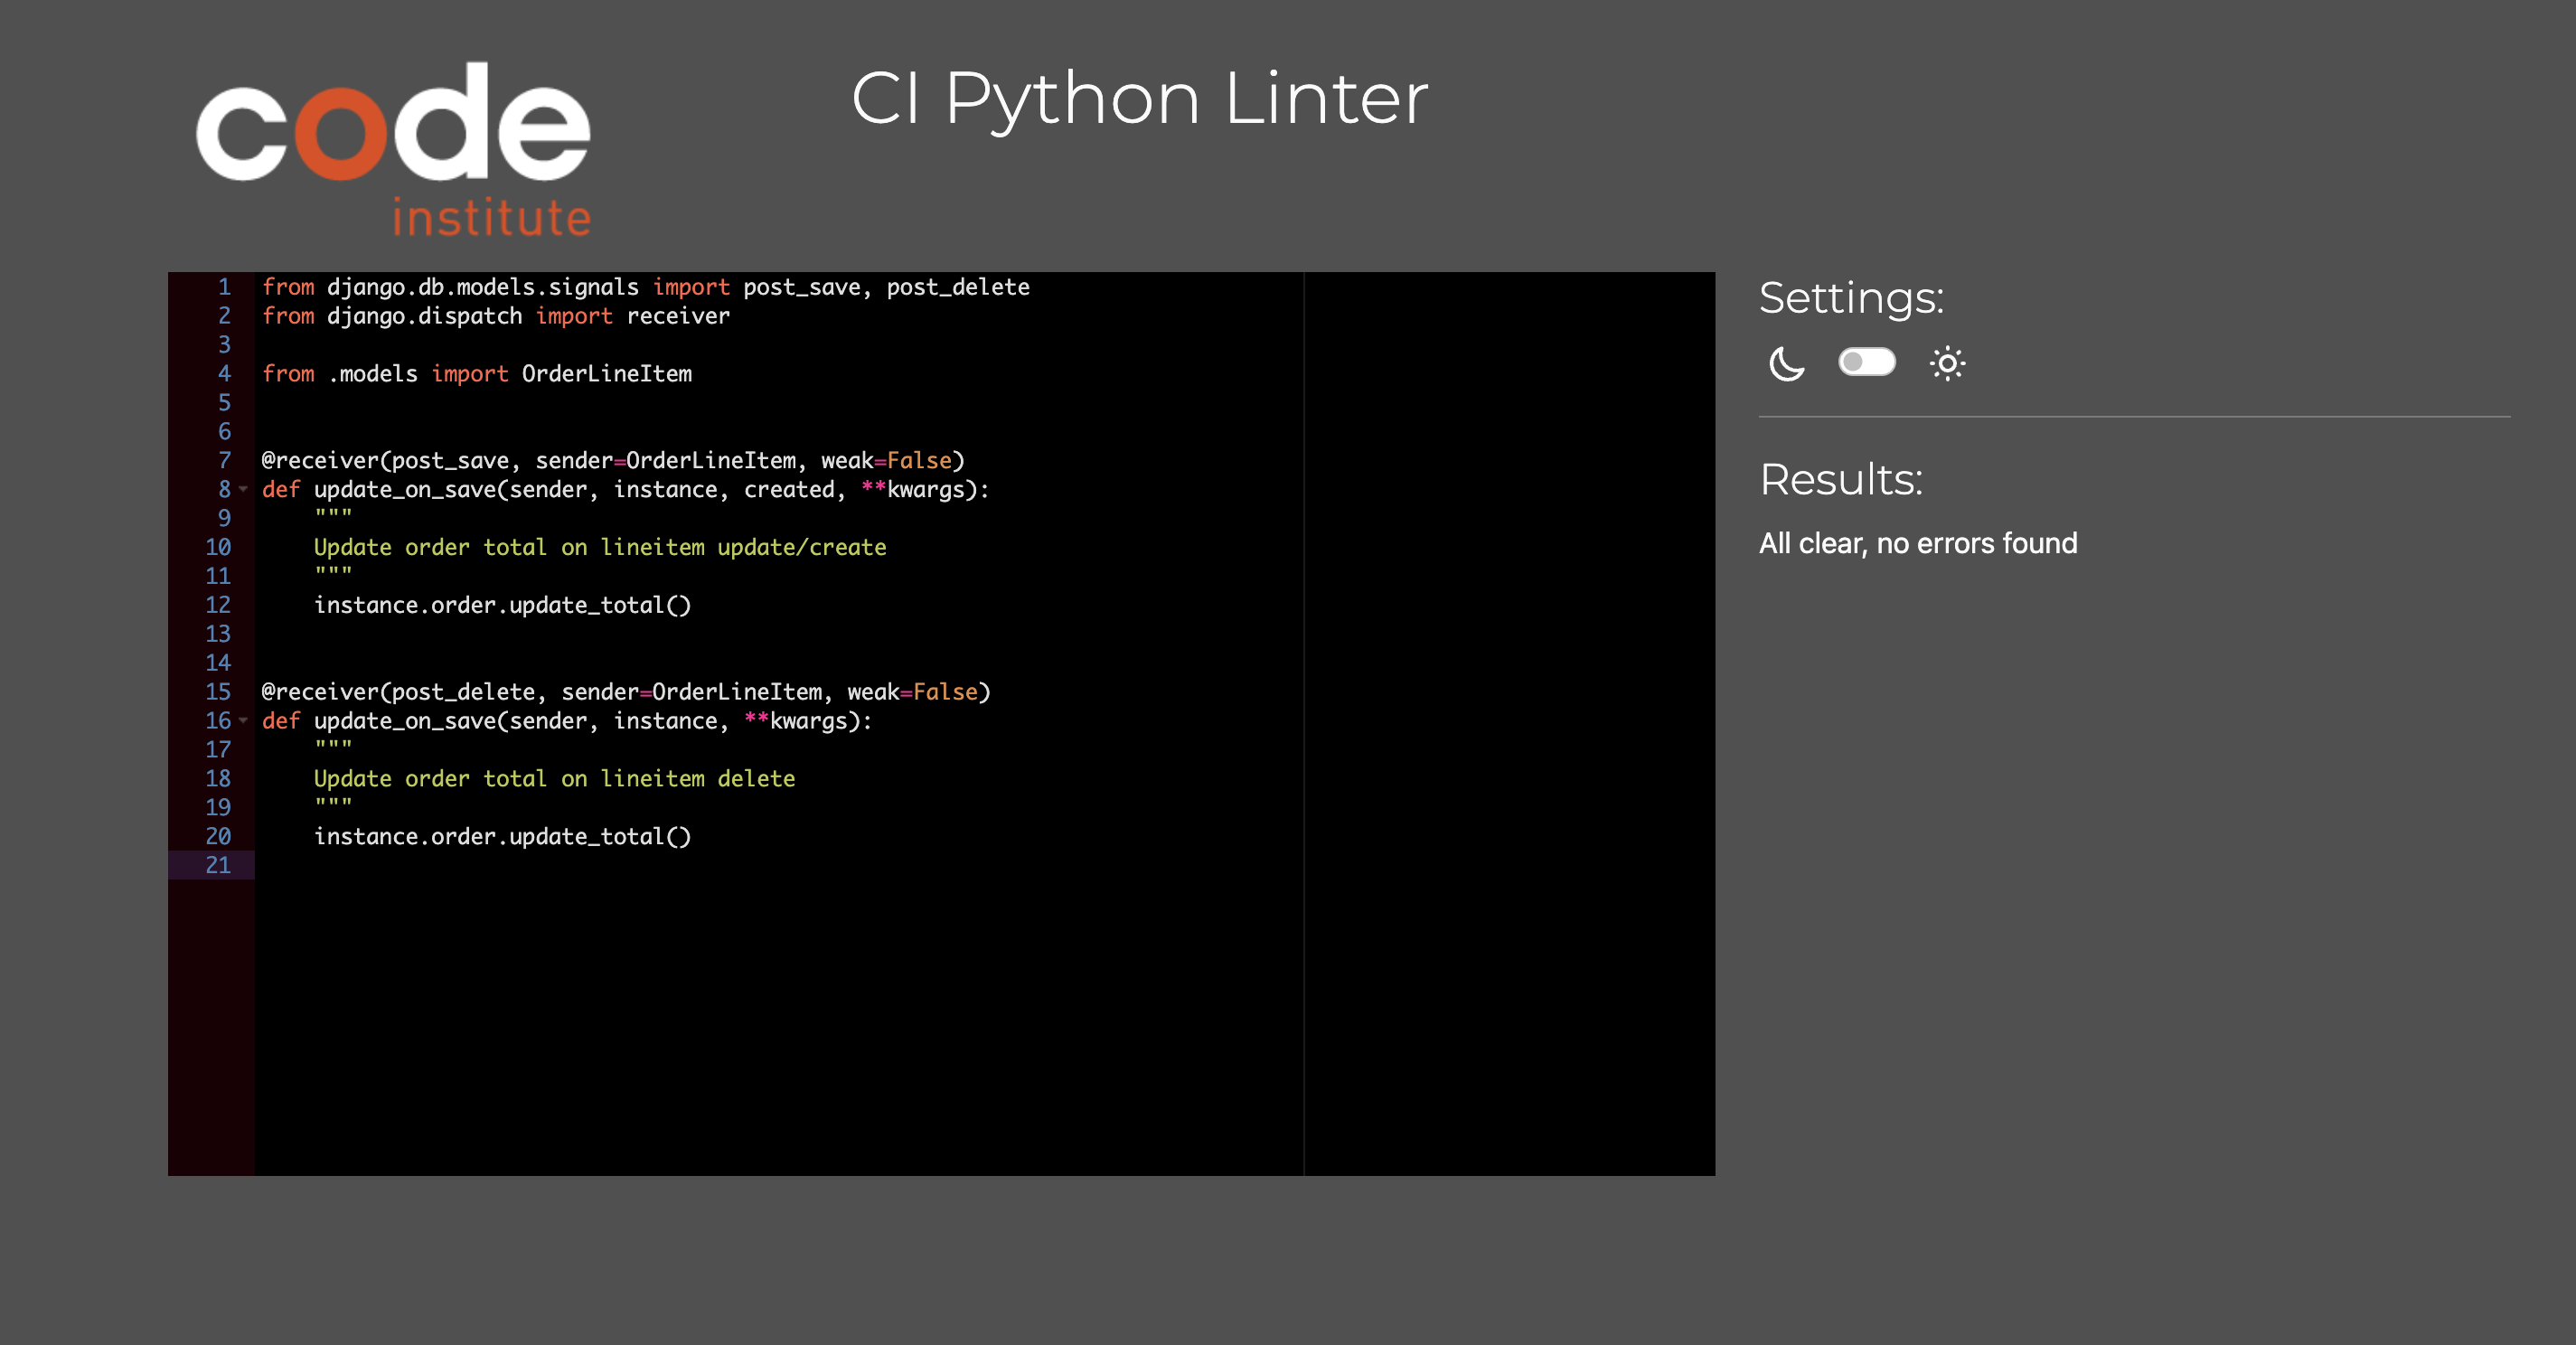 code
institute
CI Python Linter
1 from django.db.models.signals import post_save, post_delete
2 from django.dispatch import receiver
3
4 from .models import OrderLineItem
5
6
7 @receiver(post_save, sender=OrderLineItem, weak=False)
8 def update_on_save(sender, instance, created, **kwargs):
9     """
10     Update order total on lineitem update/create
11     """
12     instance.order.update_total()
13
14
15 @receiver(post_delete, sender=OrderLineItem, weak=False)
16 def update_on_save(sender, instance, **kwargs):
17     """
18     Update order total on lineitem delete
19     """
20     instance.order.update_total()
21
Settings:
Results:
All clear, no errors found